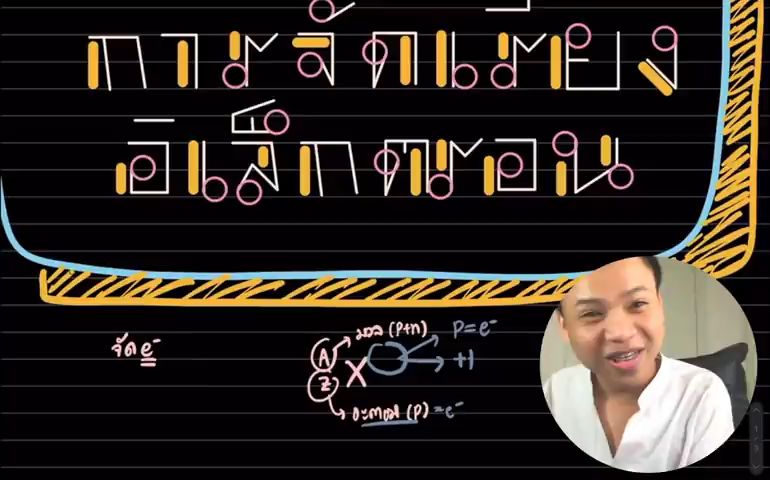 การจัดเรียง
อิเล็กตรอน
จัด e⁻
A มวล (P+n) P=e⁻
X +1
Z อะตอม (P) =e⁻